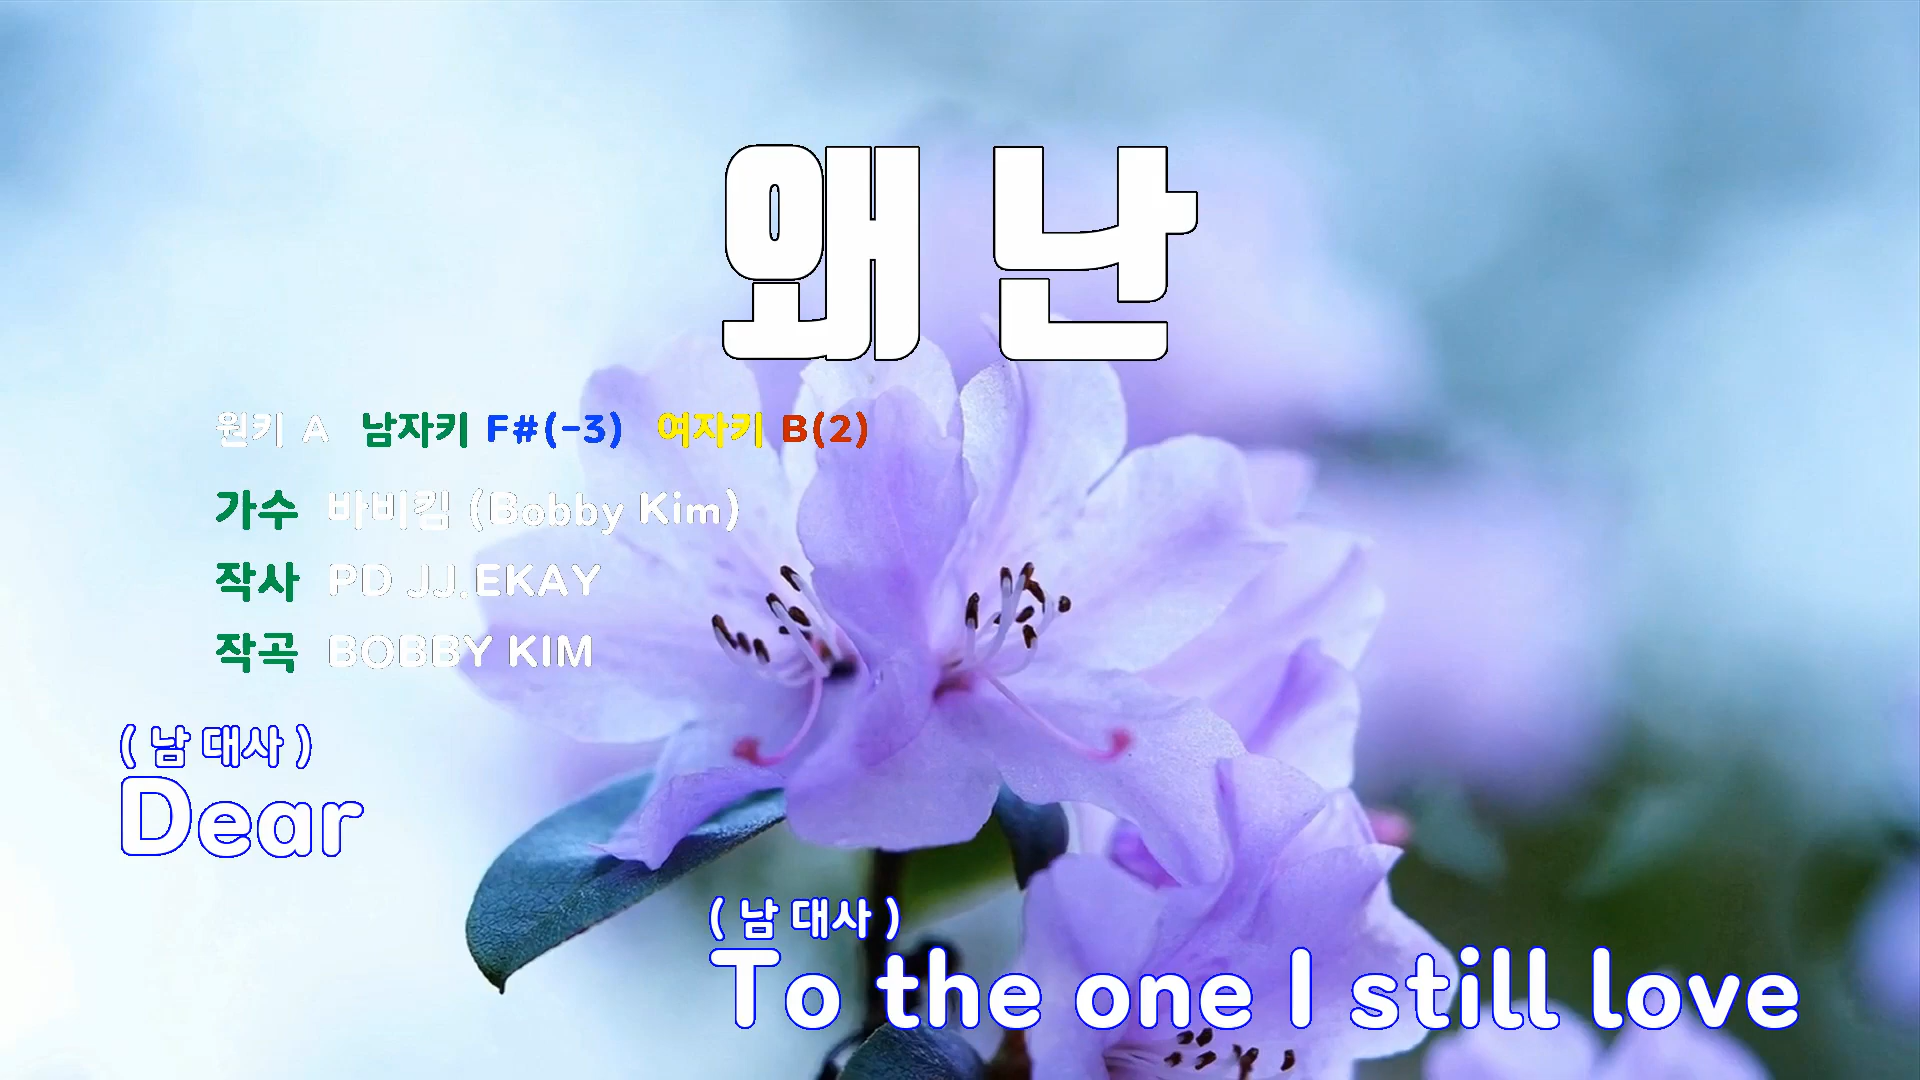 왜 난
원키 A 남자키 F#(-3) 여자키 B(2)
가수 바비킴 (Bobby Kim)
작사 PD JJ.EKAY
작곡 BOBBY KIM
( 남 대사 )
Dear
( 남 대사 )
To the one I still love